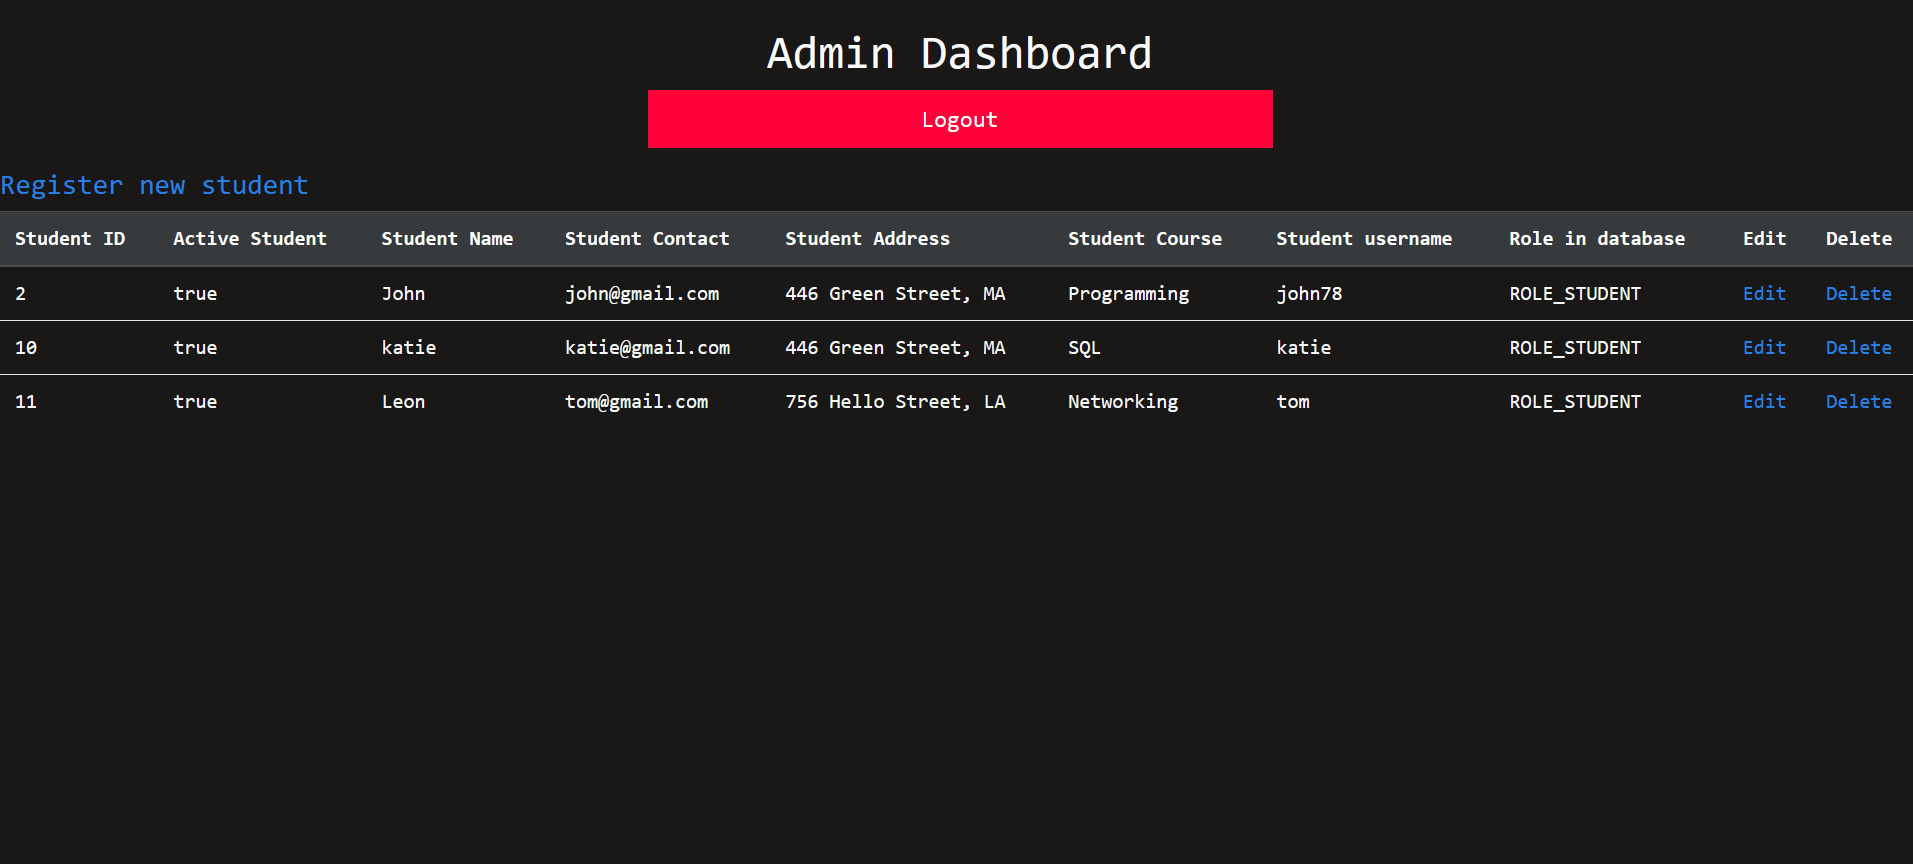 Admin Dashboard
Logout
Register new student
Student ID Active Student Student Name Student Contact Student Address Student Course Student username Role in database Edit Delete
2 true John john@gmail.com 446 Green Street, MA Programming john78 ROLE_STUDENT Edit Delete
10 true katie katie@gmail.com 446 Green Street, MA SQL katie ROLE_STUDENT Edit Delete
11 true Leon tom@gmail.com 756 Hello Street, LA Networking tom ROLE_STUDENT Edit Delete